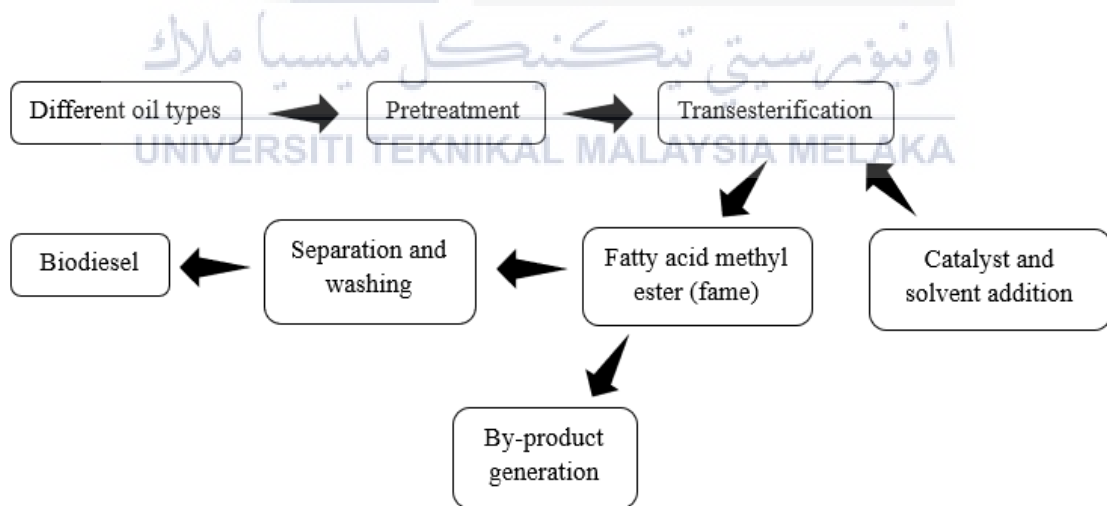 اونيۏرسيتي تيكنيكل مليسيا ملاك
Different oil types
Pretreatment
Transesterification
UNIVERSITI TEKNIKAL MALAYSIA MELAKA
Biodiesel
Separation and
washing
Fatty acid methyl
ester (fame)
Catalyst and
solvent addition
By-product
generation